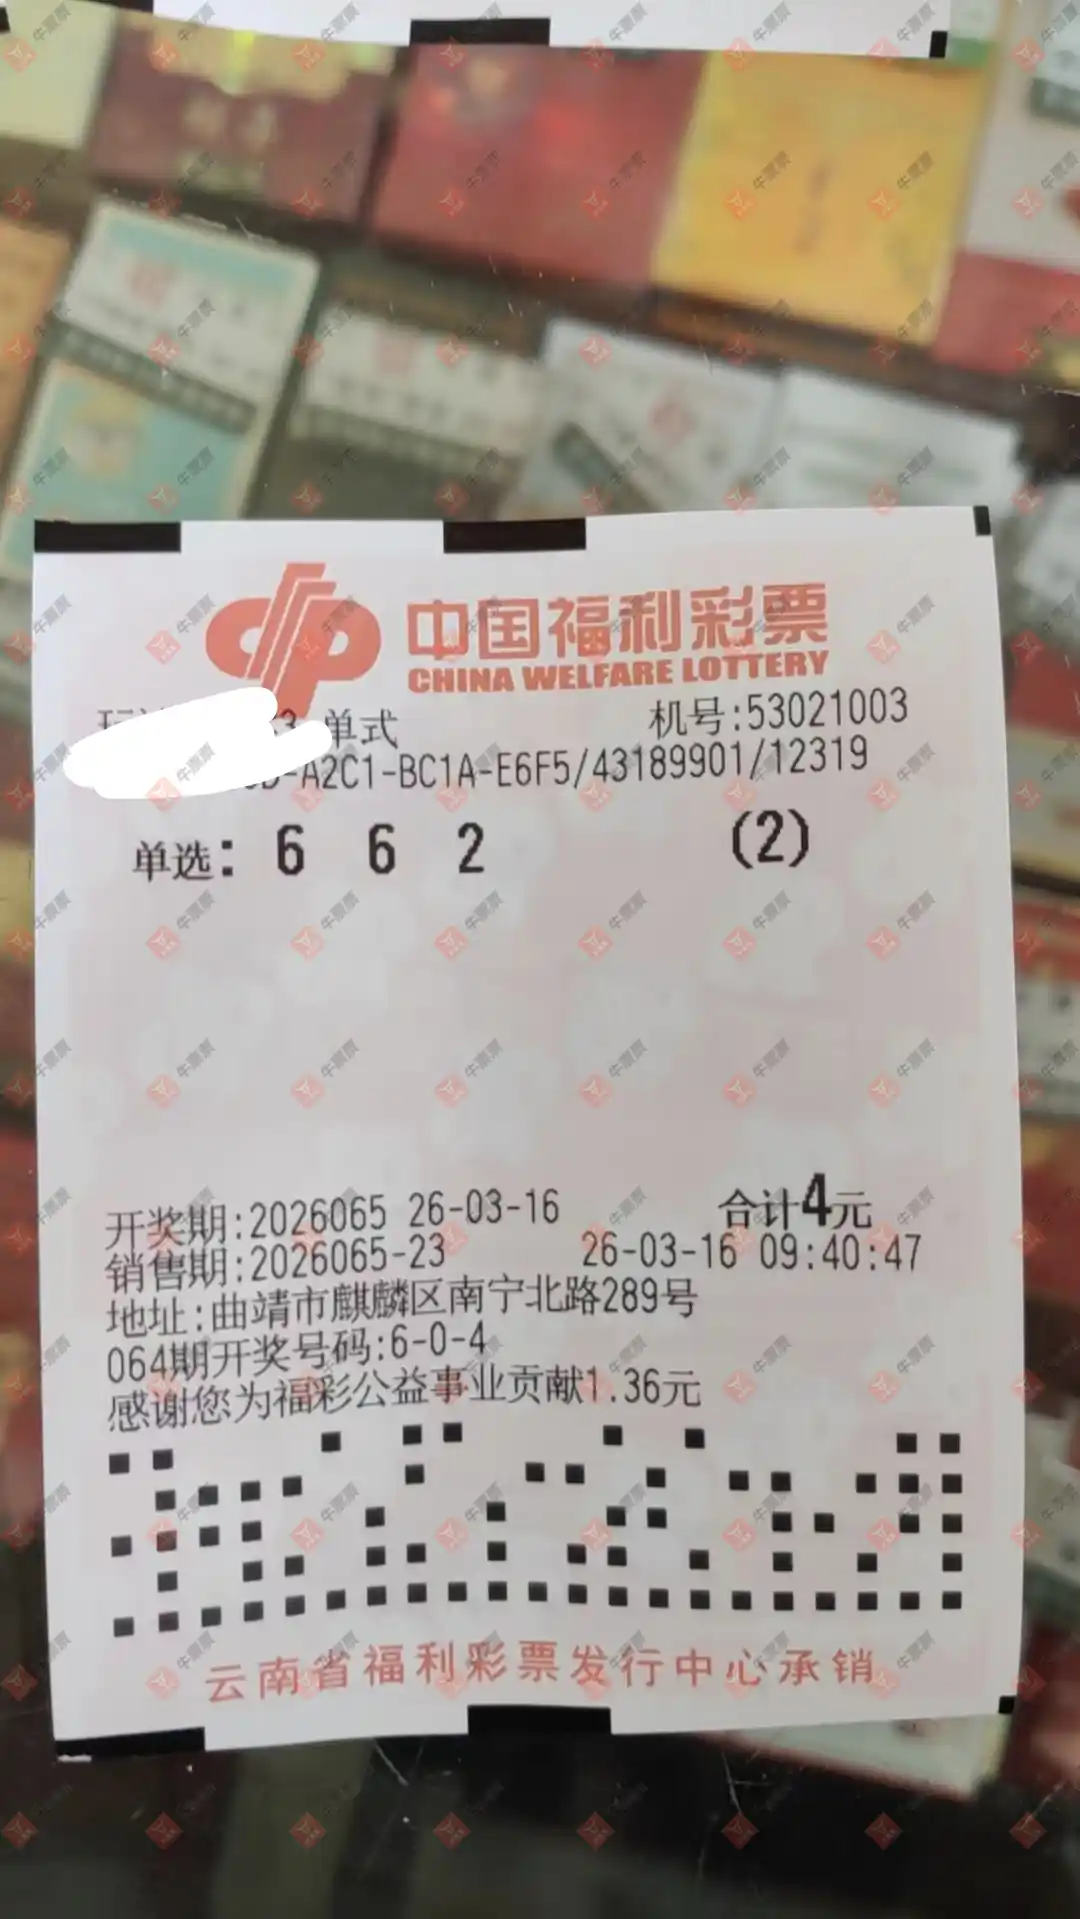 中国福利彩票
CHINA WELFARE LOTTERY
3 单式 机号:53021003
D-A2C1-BC1A-E6F5/43189901/12319
单选: 6 6 2 (2)
开奖期:2026065 26-03-16 合计4元
销售期:2026065-23 26-03-16 09:40:47
地址:曲靖市麒麟区南宁北路289号
064期开奖号码:6-0-4
感谢您为福彩公益事业贡献1.36元
云南省福利彩票发行中心承销
牛票票